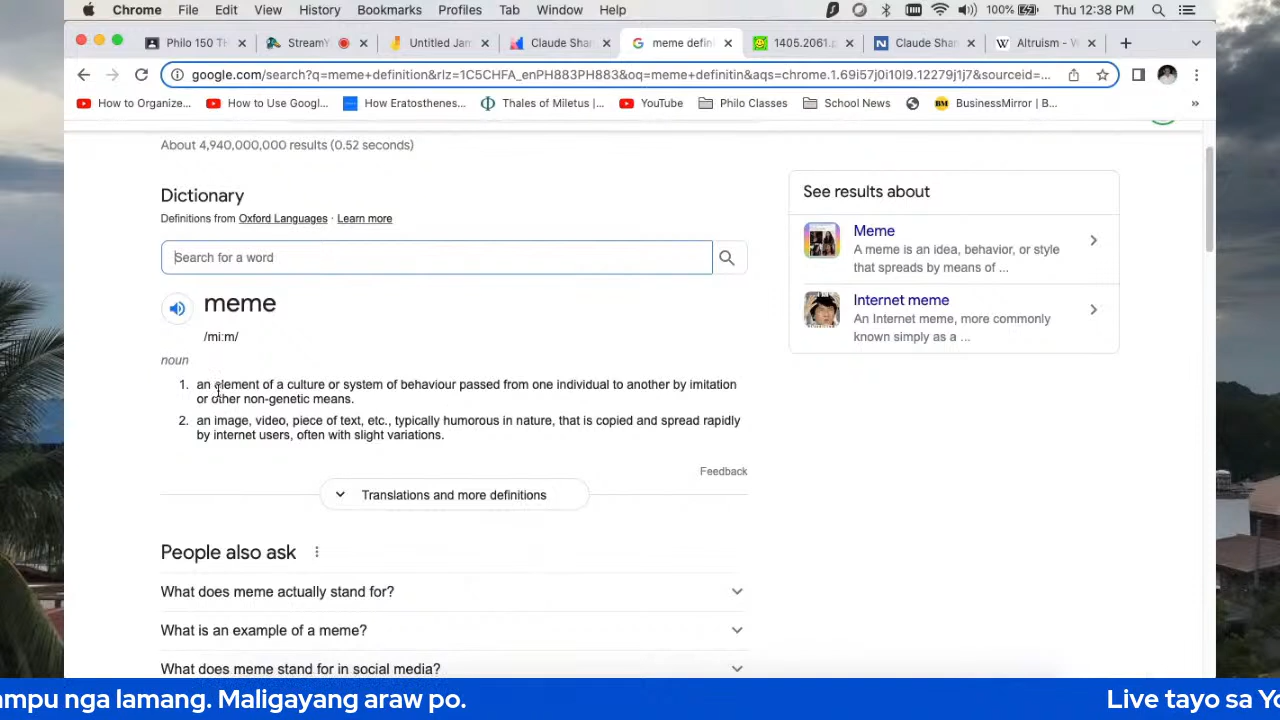 Chrome File Edit View History Bookmarks Profiles Tab Window Help 100% Thu 12:38 PM
Philo 150 Th StreamY Untitled Jam Claude Shan meme defini 1405.2061.p Claude Shan W Altruism - W
google.com/search?q=meme+definition&rlz=1C5CHFA_enPH883PH883&oq=meme+definitin&aqs=chrome.1.69i57j0i10l9.12279j1j7&sourceid=...
How to Organize... How to Use Googl... How Eratosthenes... Thales of Miletus |... YouTube Philo Classes School News BM BusinessMirror | B... »
About 4,940,000,000 results (0.52 seconds)
Dictionary
Definitions from Oxford Languages · Learn more
Search for a word
meme
/miːm/
noun
1. an element of a culture or system of behaviour passed from one individual to another by imitation
or other non-genetic means.
2. an image, video, piece of text, etc., typically humorous in nature, that is copied and spread rapidly
by internet users, often with slight variations.
Feedback
Translations and more definitions
People also ask
What does meme actually stand for?
What is an example of a meme?
What does meme stand for in social media?
See results about
Meme
A meme is an idea, behavior, or style
that spreads by means of ...
Internet meme
An Internet meme, more commonly
known simply as a ...
ampu nga lamang. Maligayang araw po. Live tayo sa Yo